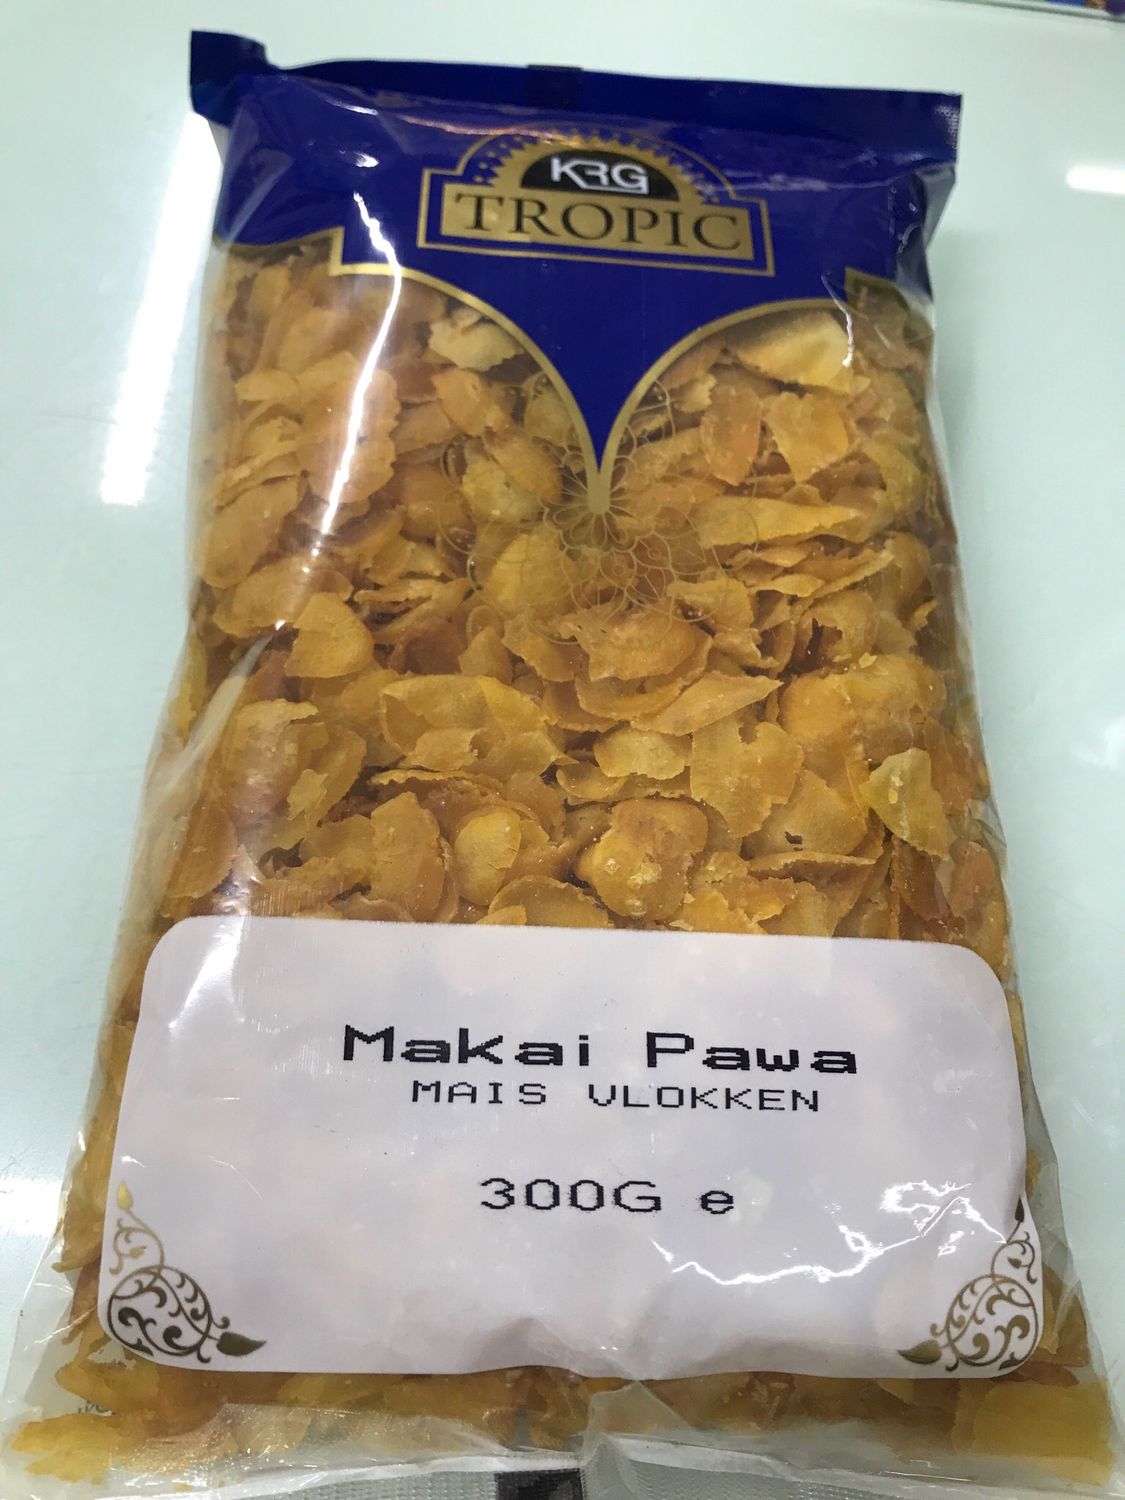 KRG
TROPIC
Makai Pawa
MAIS VLOKKEN
300G e